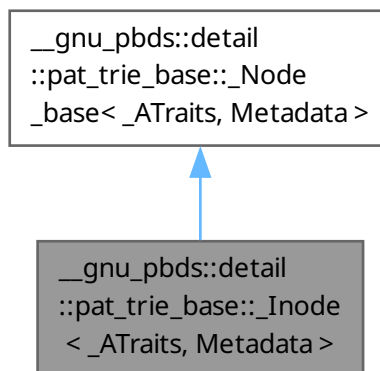 __gnu_pbds::detail
::pat_trie_base::_Node
_base< _ATraits, Metadata >
__gnu_pbds::detail
::pat_trie_base::_Inode
< _ATraits, Metadata >